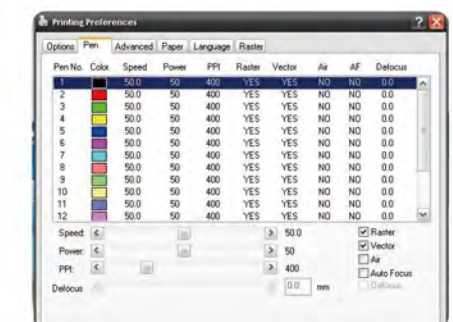 Printing Preferences
Options Pen Advanced Paper Language Raster
Pen No. Color Speed Power PPI Raster Vector Air AF Defocus
1 50.0 50 400 YES YES NO NO 0.0
2 50.0 50 400 YES YES NO NO 0.0
3 50.0 50 400 YES YES NO NO 0.0
4 50.0 50 400 YES YES NO NO 0.0
5 50.0 50 400 YES YES NO NO 0.0
6 50.0 50 400 YES YES NO NO 0.0
7 50.0 50 400 YES YES NO NO 0.0
8 50.0 50 400 YES YES NO NO 0.0
9 50.0 50 400 YES YES NO NO 0.0
10 50.0 50 400 YES YES NO NO 0.0
11 50.0 50 400 YES YES NO NO 0.0
12 50.0 50 400 YES YES NO NO 0.0
Speed: 50.0 Raster
Power: 50 Vector
Air
PPI: 400 Auto Focus
Defocus 0.0 mm Defocus